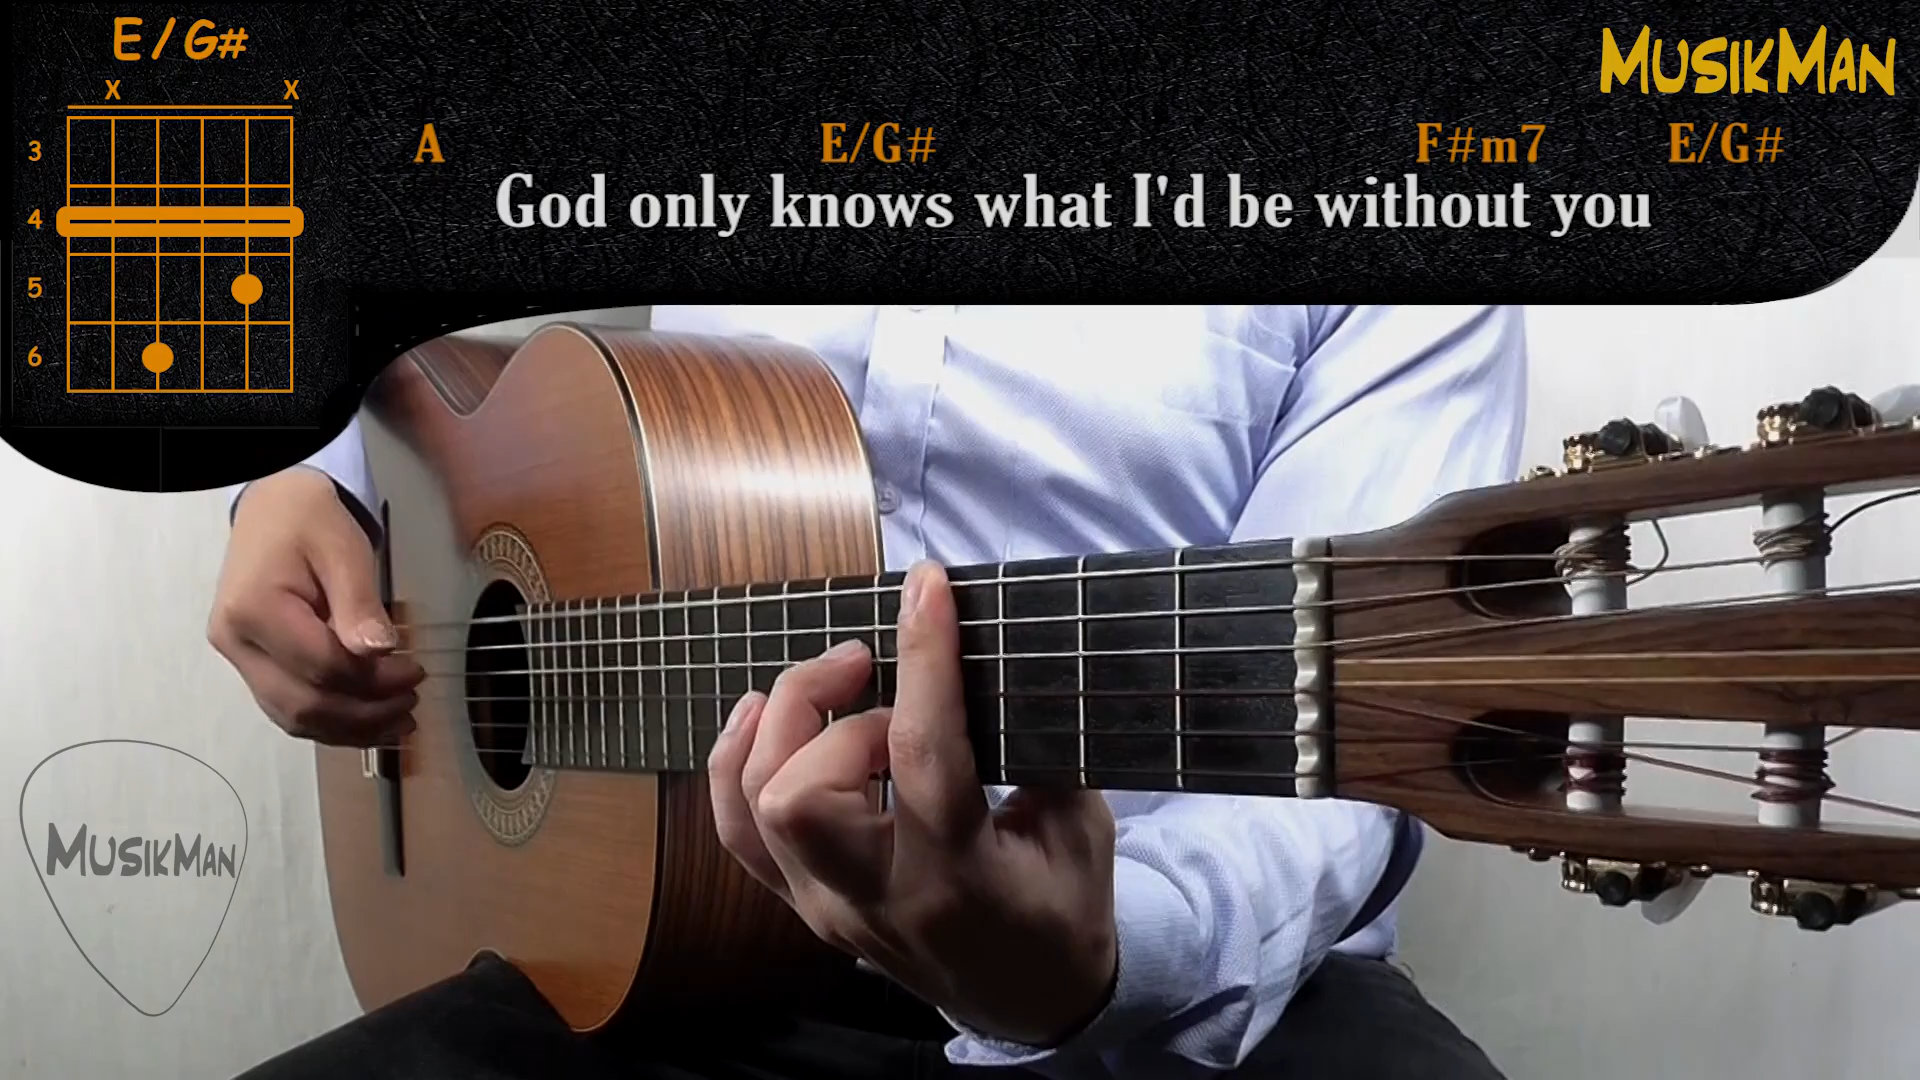 E/G#
X X
3
4
5
6
MUSIKMAN
A E/G# F#m7 E/G#
God only knows what I'd be without you
MUSIKMAN